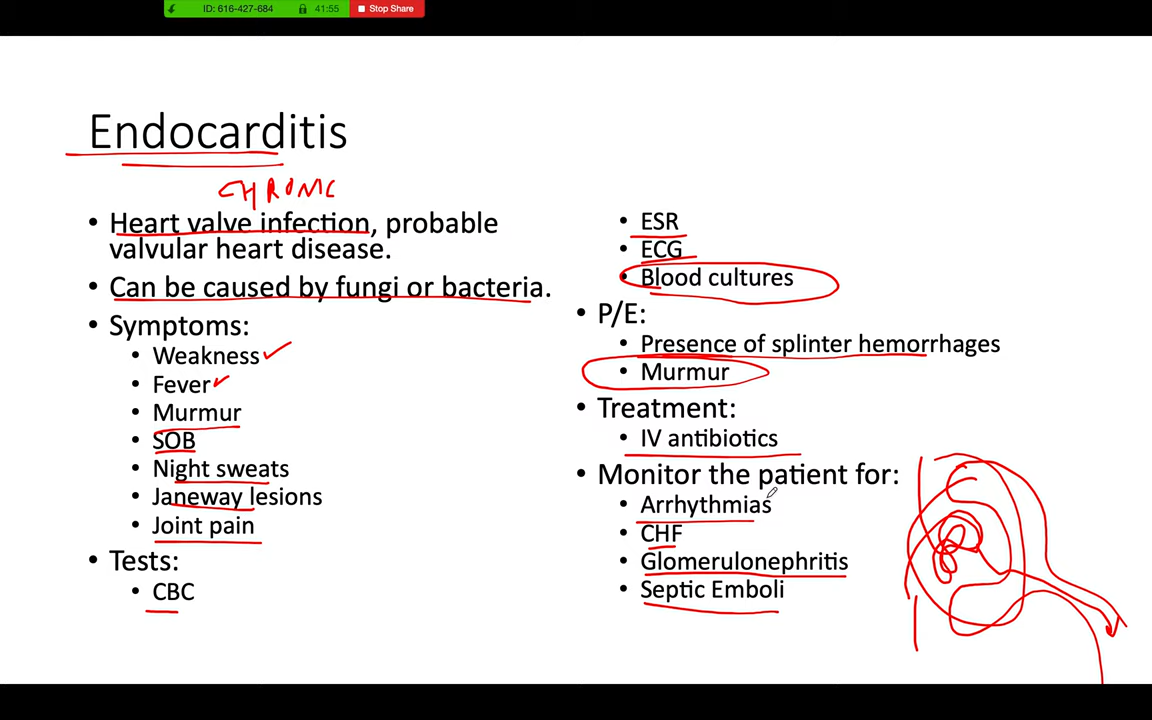 ID: 616-427-684
41:55
Stop Share
Endocarditis
CHRONC
• Heart valve infection, probable
valvular heart disease.
• Can be caused by fungi or bacteria.
• Symptoms:
• Weakness
• Fever
• Murmur
• SOB
• Night sweats
• Janeway lesions
• Joint pain
• Tests:
• CBC
• ESR
• ECG
• Blood cultures
• P/E:
• Presence of splinter hemorrhages
• Murmur
• Treatment:
• IV antibiotics
• Monitor the patient for:
• Arrhythmias
• CHF
• Glomerulonephritis
• Septic Emboli